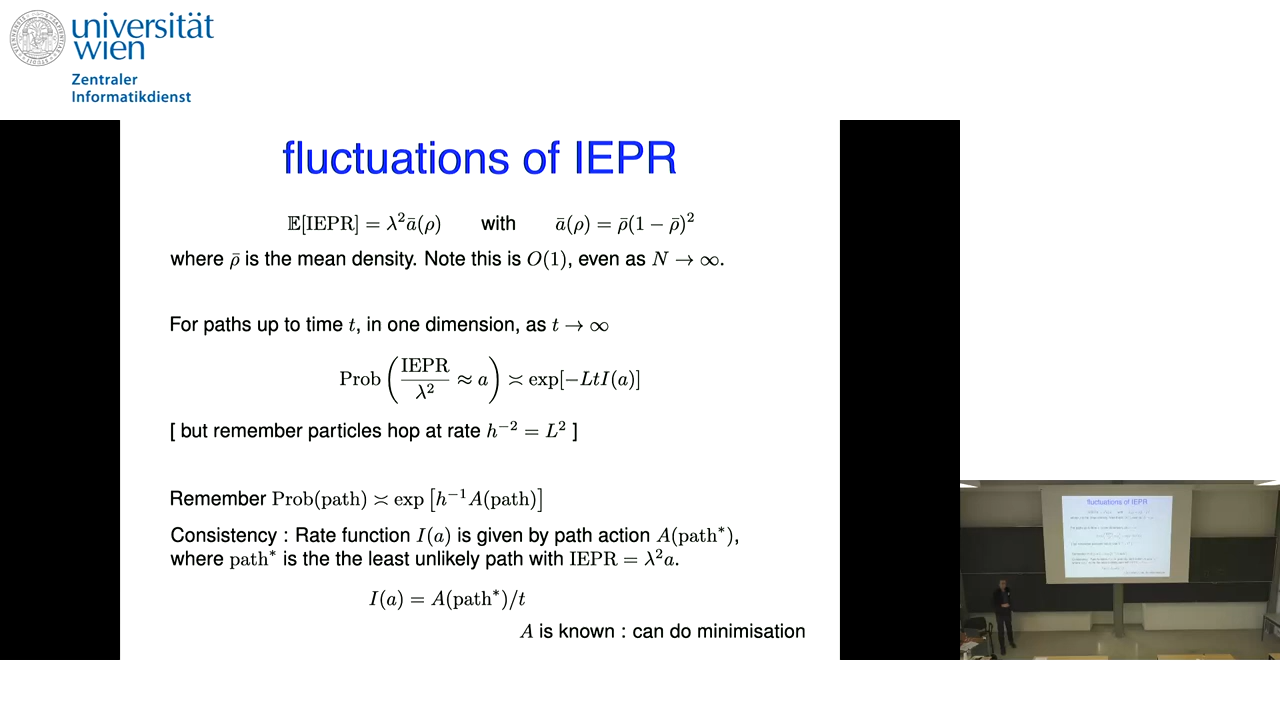 universität
wien
Zentraler
Informatikdienst
fluctuations of IEPR
𝔼[IEPR] = λ²ā(ρ) with ā(ρ) = ρ̄(1 − ρ̄)²
where ρ̄ is the mean density. Note this is O(1), even as N → ∞.
For paths up to time t, in one dimension, as t → ∞
Prob (IEPR/λ² ≈ a) ≍ exp[−LtI(a)]
[ but remember particles hop at rate h⁻² = L² ]
Remember Prob(path) ≍ exp [h⁻¹A(path)]
Consistency : Rate function I(a) is given by path action A(path*),
where path* is the the least unlikely path with IEPR = λ²a.
I(a) = A(path*)/t
A is known : can do minimisation
fluctuations of IEPR